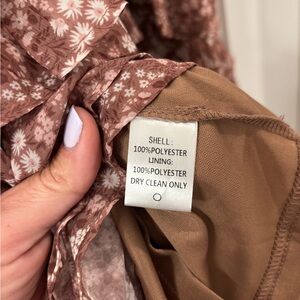 SHELL:
100%POLYESTER
LINING:
100%POLYESTER
DRY CLEAN ONLY